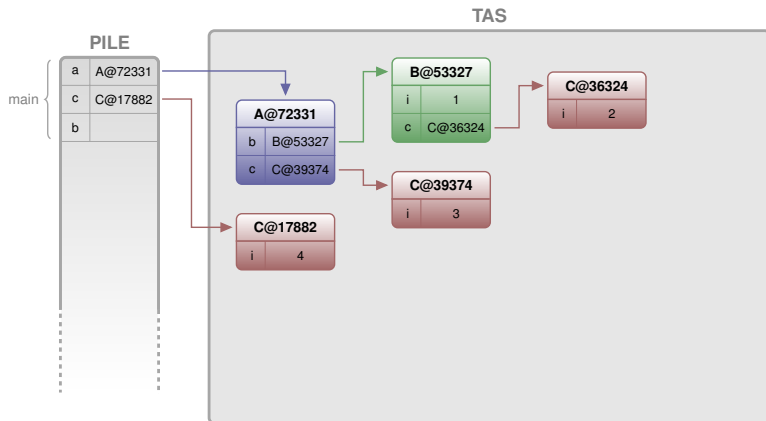 TAS
PILE
main
a A@72331
c C@17882
b
A@72331
b B@53327
c C@39374
B@53327
i 1
c C@36324
C@36324
i 2
C@39374
i 3
C@17882
i 4